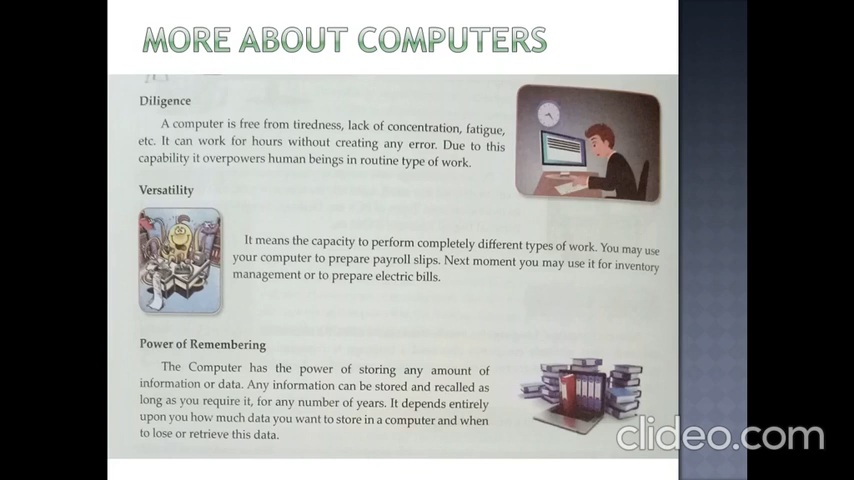 MORE ABOUT COMPUTERS
Diligence
A computer is free from tiredness, lack of concentration, fatigue,
etc. It can work for hours without creating any error. Due to this
capability it overpowers human beings in routine type of work.
Versatility
It means the capacity to perform completely different types of work. You may use
your computer to prepare payroll slips. Next moment you may use it for inventory
management or to prepare electric bills.
Power of Remembering
The Computer has the power of storing any amount of
information or data. Any information can be stored and recalled as
long as you require it, for any number of years. It depends entirely
upon you how much data you want to store in a computer and when
to lose or retrieve this data.
clideo.com